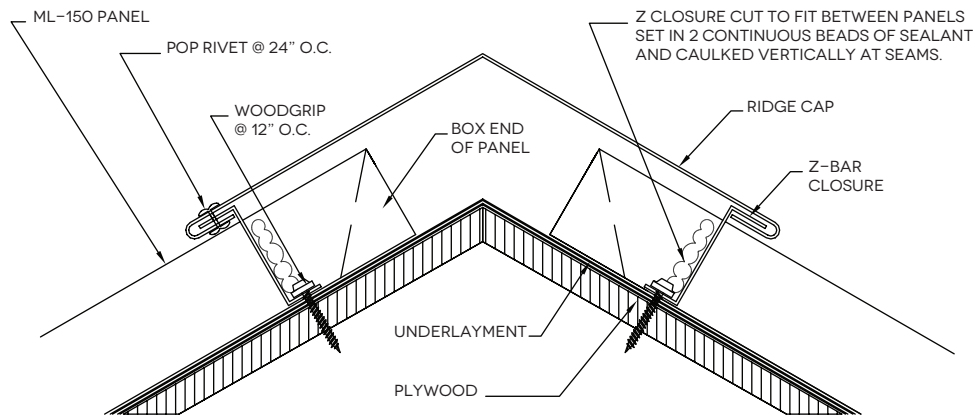 ML-150 PANEL
POP RIVET @ 24" O.C.
WOODGRIP
@ 12" O.C.
BOX END
OF PANEL
Z CLOSURE CUT TO FIT BETWEEN PANELS
SET IN 2 CONTINUOUS BEADS OF SEALANT
AND CAULKED VERTICALLY AT SEAMS.
RIDGE CAP
Z-BAR
CLOSURE
UNDERLAYMENT
PLYWOOD